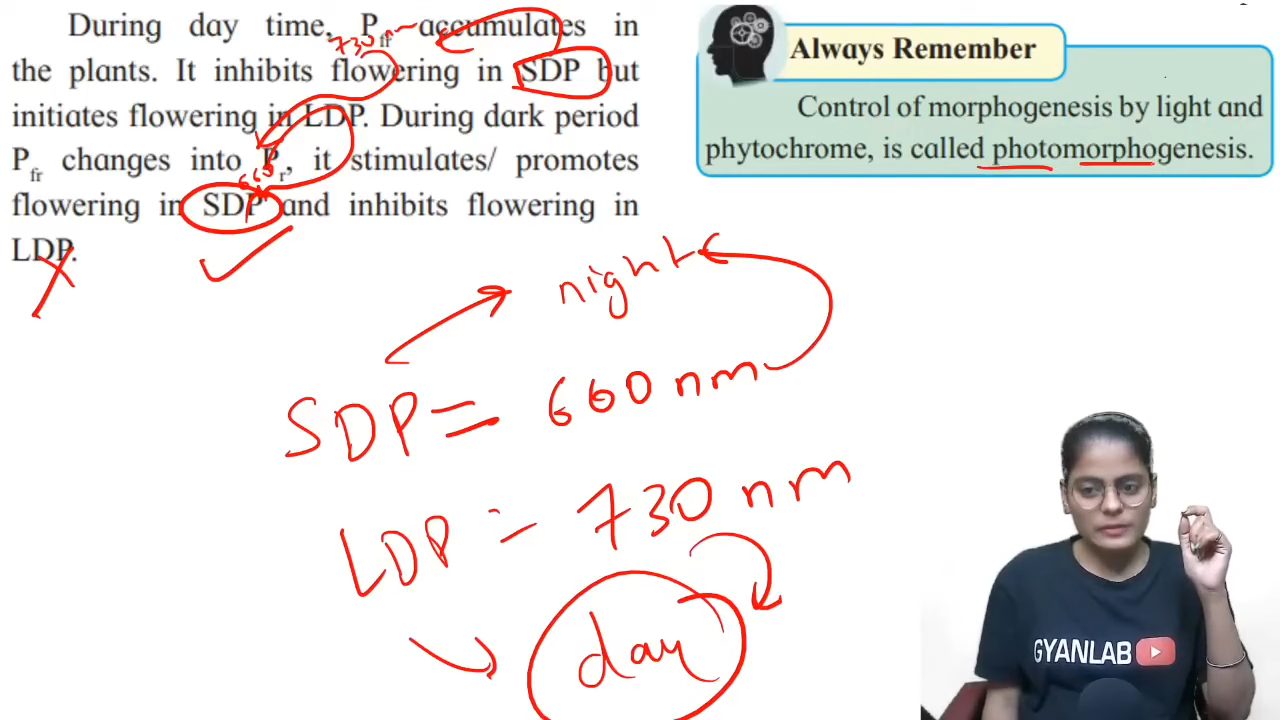 During day time, Pfr accumulates in
730nm
the plants. It inhibits flowering in SDP but
initiates flowering in LDP. During dark period
Pfr changes into Pr, it stimulates/ promotes
660
flowering in SDP and inhibits flowering in
LDP.
Always Remember
Control of morphogenesis by light and
phytochrome, is called photomorphogenesis.
night
SDP = 660 nm
LDP - 730 nm
day
GYANLAB